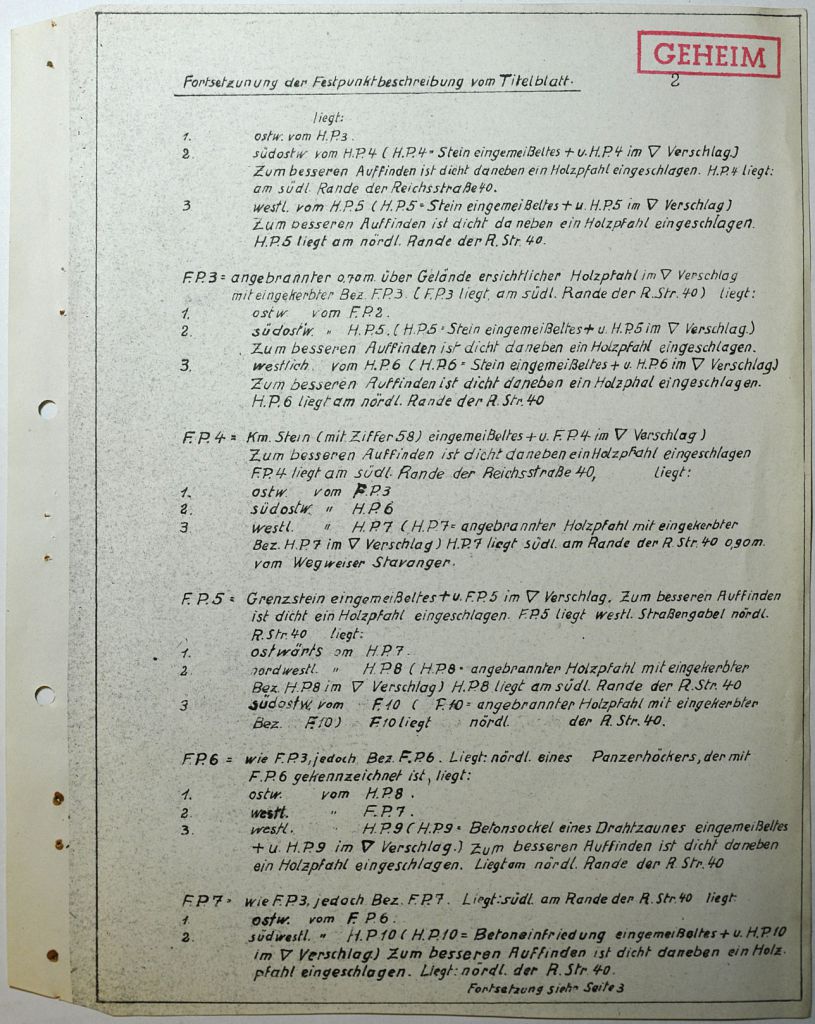 GEHEIM
2
Fortsetzunung der Festpunktbeschreibung vom Titelblatt.
liegt:
1. ostw. vom H.P.3.
2. südostw. vom H.P.4 ( H.P.4 = Stein eingemeißeltes + u. H.P.4 im ▽ Verschlag.)
Zum besseren Auffinden ist dicht daneben ein Holzpfahl eingeschlagen. H.P.4 liegt:
am südl. Rande der Reichsstraße 40.
3 westl. vom H.P.5 ( H.P.5 = Stein eingemeißeltes + u. H.P.5 im ▽ Verschlag)
Zum besseren Auffinden ist dicht daneben ein Holzpfahl eingeschlagen.
H.P.5 liegt am nördl. Rande der R. Str. 40.
F.P.3 = angebrannter 0,70 m. über Gelände ersichtlicher Holzpfahl im ▽ Verschlag
mit eingekerbter Bez. F.P.3. ( F.P.3 liegt am südl. Rande der R. Str. 40) liegt:
1. ostw. vom F.P.2.
2. südostw. " H.P.5. ( H.P.5 = Stein eingemeißeltes + u. H.P.5 im ▽ Verschlag.)
Zum besseren Auffinden ist dicht daneben ein Holzpfahl eingeschlagen.
3. westlich. vom H.P.6 ( H.P.6 = Stein eingemeißeltes + u. H.P.6 im ▽ Verschlag)
Zum besseren Auffinden ist dicht daneben ein Holzphal eingeschlagen.
H.P.6 liegt am nördl. Rande der R. Str. 40
F.P.4 = Km. Stein ( mit Ziffer 58) eingemeißeltes + u. F.P.4 im ▽ Verschlag )
Zum besseren Auffinden ist dicht daneben ein Holzpfahl eingeschlagen
F.P.4 liegt am südl. Rande der Reichsstraße 40, liegt:
1. ostw. vom F.P.3
2. südostw. " H.P.6
3. westl. " H.P.7 ( H.P.7 = angebrannter Holzpfahl mit eingekerbter
Bez. H.P.7 im ▽ Verschlag) H.P.7 liegt südl. am Rande der R. Str. 40 0,90 m.
vom Wegweiser Stavanger.
F.P.5 = Grenzstein eingemeißeltes + u. F.P.5 im ▽ Verschlag. Zum besseren Auffinden
ist dicht ein Holzpfahl eingeschlagen. F.P.5 liegt westl. Straßengabel nördl.
R. Str. 40 liegt:
1. ostwärts om H.P.7.
2 nordwestl. " H.P.8 ( H.P.8 = angebrannter Holzpfahl mit eingekerbter
Bez. H.P.8 im ▽ Verschlag) H.P.8 liegt am südl. Rande der R. Str. 40
3 südostw. vom F.10 ( F.10 = angebrannter Holzpfahl mit eingekerbter
Bez. F.10) F.10 liegt nördl. der R. Str. 40.
F.P.6 = wie F.P.3, jedoch Bez. F.P.6. Liegt: nördl. eines Panzerhöckers, der mit
F.P.6 gekennzeichnet ist, liegt:
1. ostw. vom H.P.8.
2 westl. " F.P.7.
3. westl. " H.P.9 ( H.P.9 = Betonsockel eines Drahtzaunes eingemeißeltes
+ u. H.P.9 im ▽ Verschlag.) Zum besseren Auffinden ist dicht daneben
ein Holzpfahl eingeschlagen. Liegt am nördl. Rande der R. Str. 40
F.P.7 = wie F.P.3, jedoch Bez. F.P.7. Liegt: südl. am Rande der R. Str. 40 liegt:
1. ostw. vom F.P.6.
2. südwestl. " H.P.10 ( H.P.10 = Betoneinfriedung eingemeißeltes + u. H.P.10
im ▽ Verschlag.) Zum besseren Auffinden ist dicht daneben ein Holz-
pfahl eingeschlagen. Liegt: nördl. der R. Str. 40.
Fortsetzung siehe Seite 3